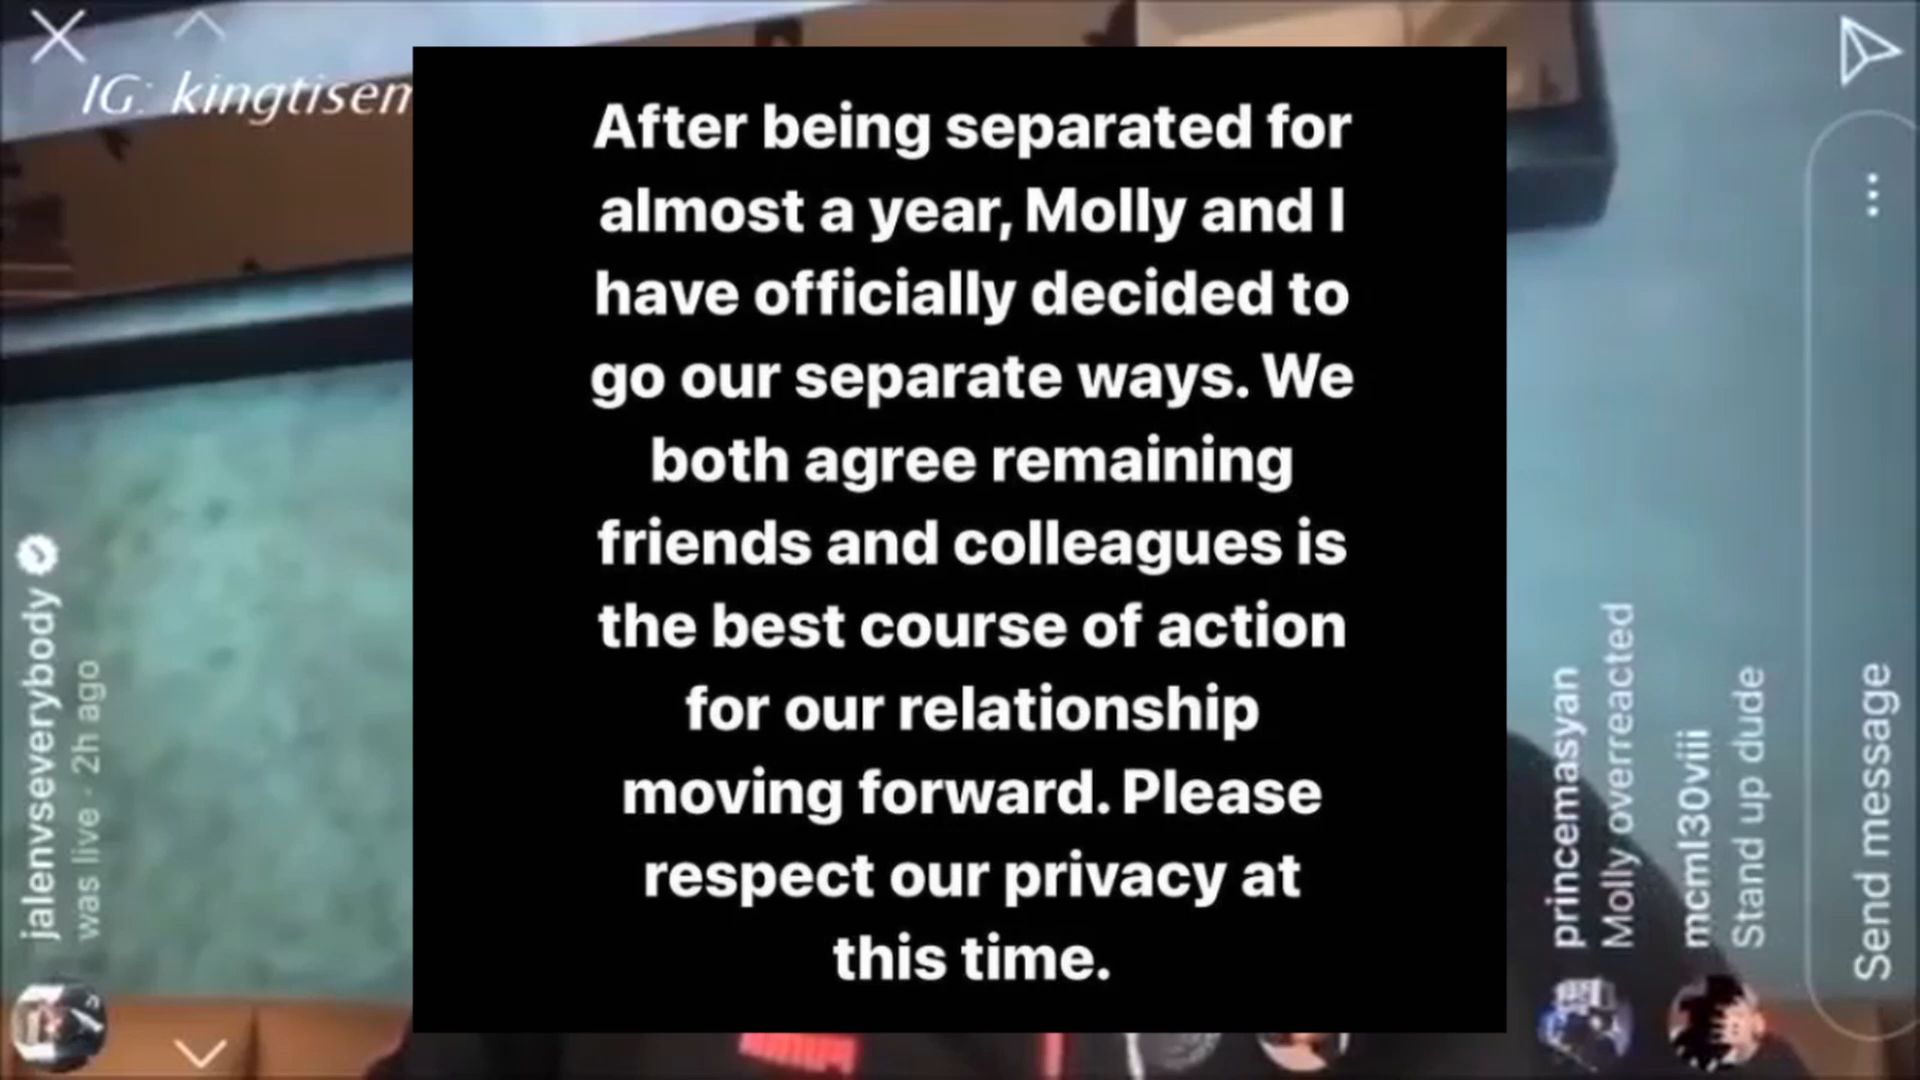 IG: kingtisem
After being separated for
almost a year, Molly and I
have officially decided to
go our separate ways. We
both agree remaining
friends and colleagues is
the best course of action
for our relationship
moving forward. Please
respect our privacy at
this time.
jalenvseverybody
was live · 2h ago
princemasyan
Molly overreacted
mcml30viii
Stand up dude
Send message